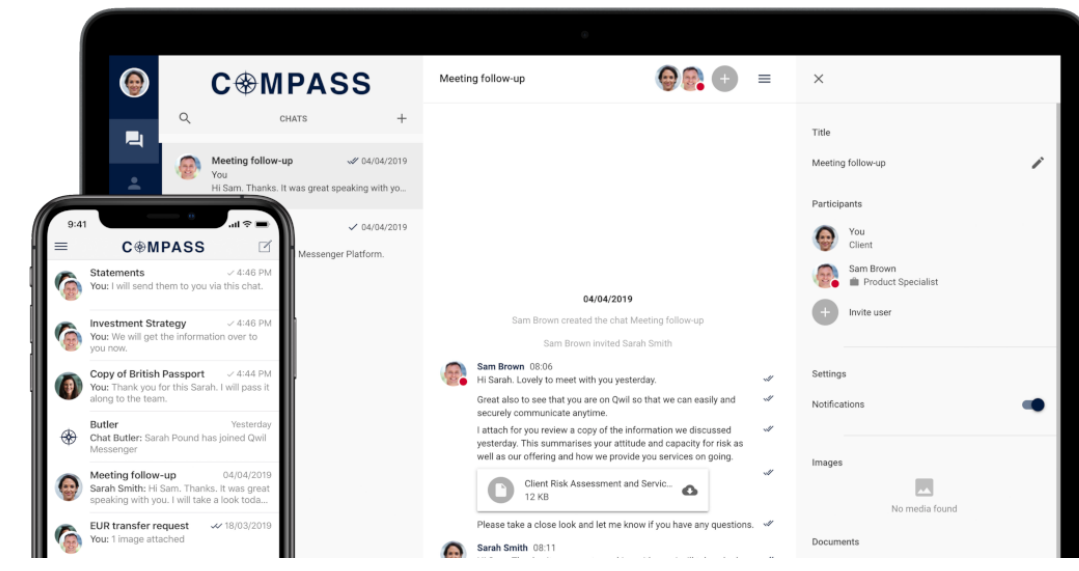 COMPASS
CHATS
Meeting follow-up
04/04/2019
You
Hi Sam. Thanks. It was great speaking with yo...
04/04/2019
Messenger Platform.
9:41
COMPASS
Statements
4:46 PM
You: I will send them to you via this chat.
Investment Strategy
4:46 PM
You: We will get the information over to
you now.
Copy of British Passport
4:44 PM
You: Thank you for this Sarah. I will pass it
along to the team.
Butler
Yesterday
Chat Butler: Sarah Pound has joined Qwil
Messenger
Meeting follow-up
04/04/2019
Sarah Smith: Hi Sam. Thanks. It was great
speaking with you. I will take a look toda...
EUR transfer request
18/03/2019
You: 1 image attached
Meeting follow-up
04/04/2019
Sam Brown created the chat Meeting follow-up
Sam Brown invited Sarah Smith
Sam Brown 08:06
Hi Sarah. Lovely to meet with you yesterday.
Great also to see that you are on Qwil so that we can easily and
securely communicate anytime.
I attach for you review a copy of the information we discussed
yesterday. This summarises your attitude and capacity for risk as
well as our offering and how we provide you services on going.
Client Risk Assessment and Servic...
12 KB
Please take a close look and let me know if you have any questions.
Sarah Smith 08:11
Title
Meeting follow-up
Participants
You
Client
Sam Brown
Product Specialist
Invite user
Settings
Notifications
Images
No media found
Documents